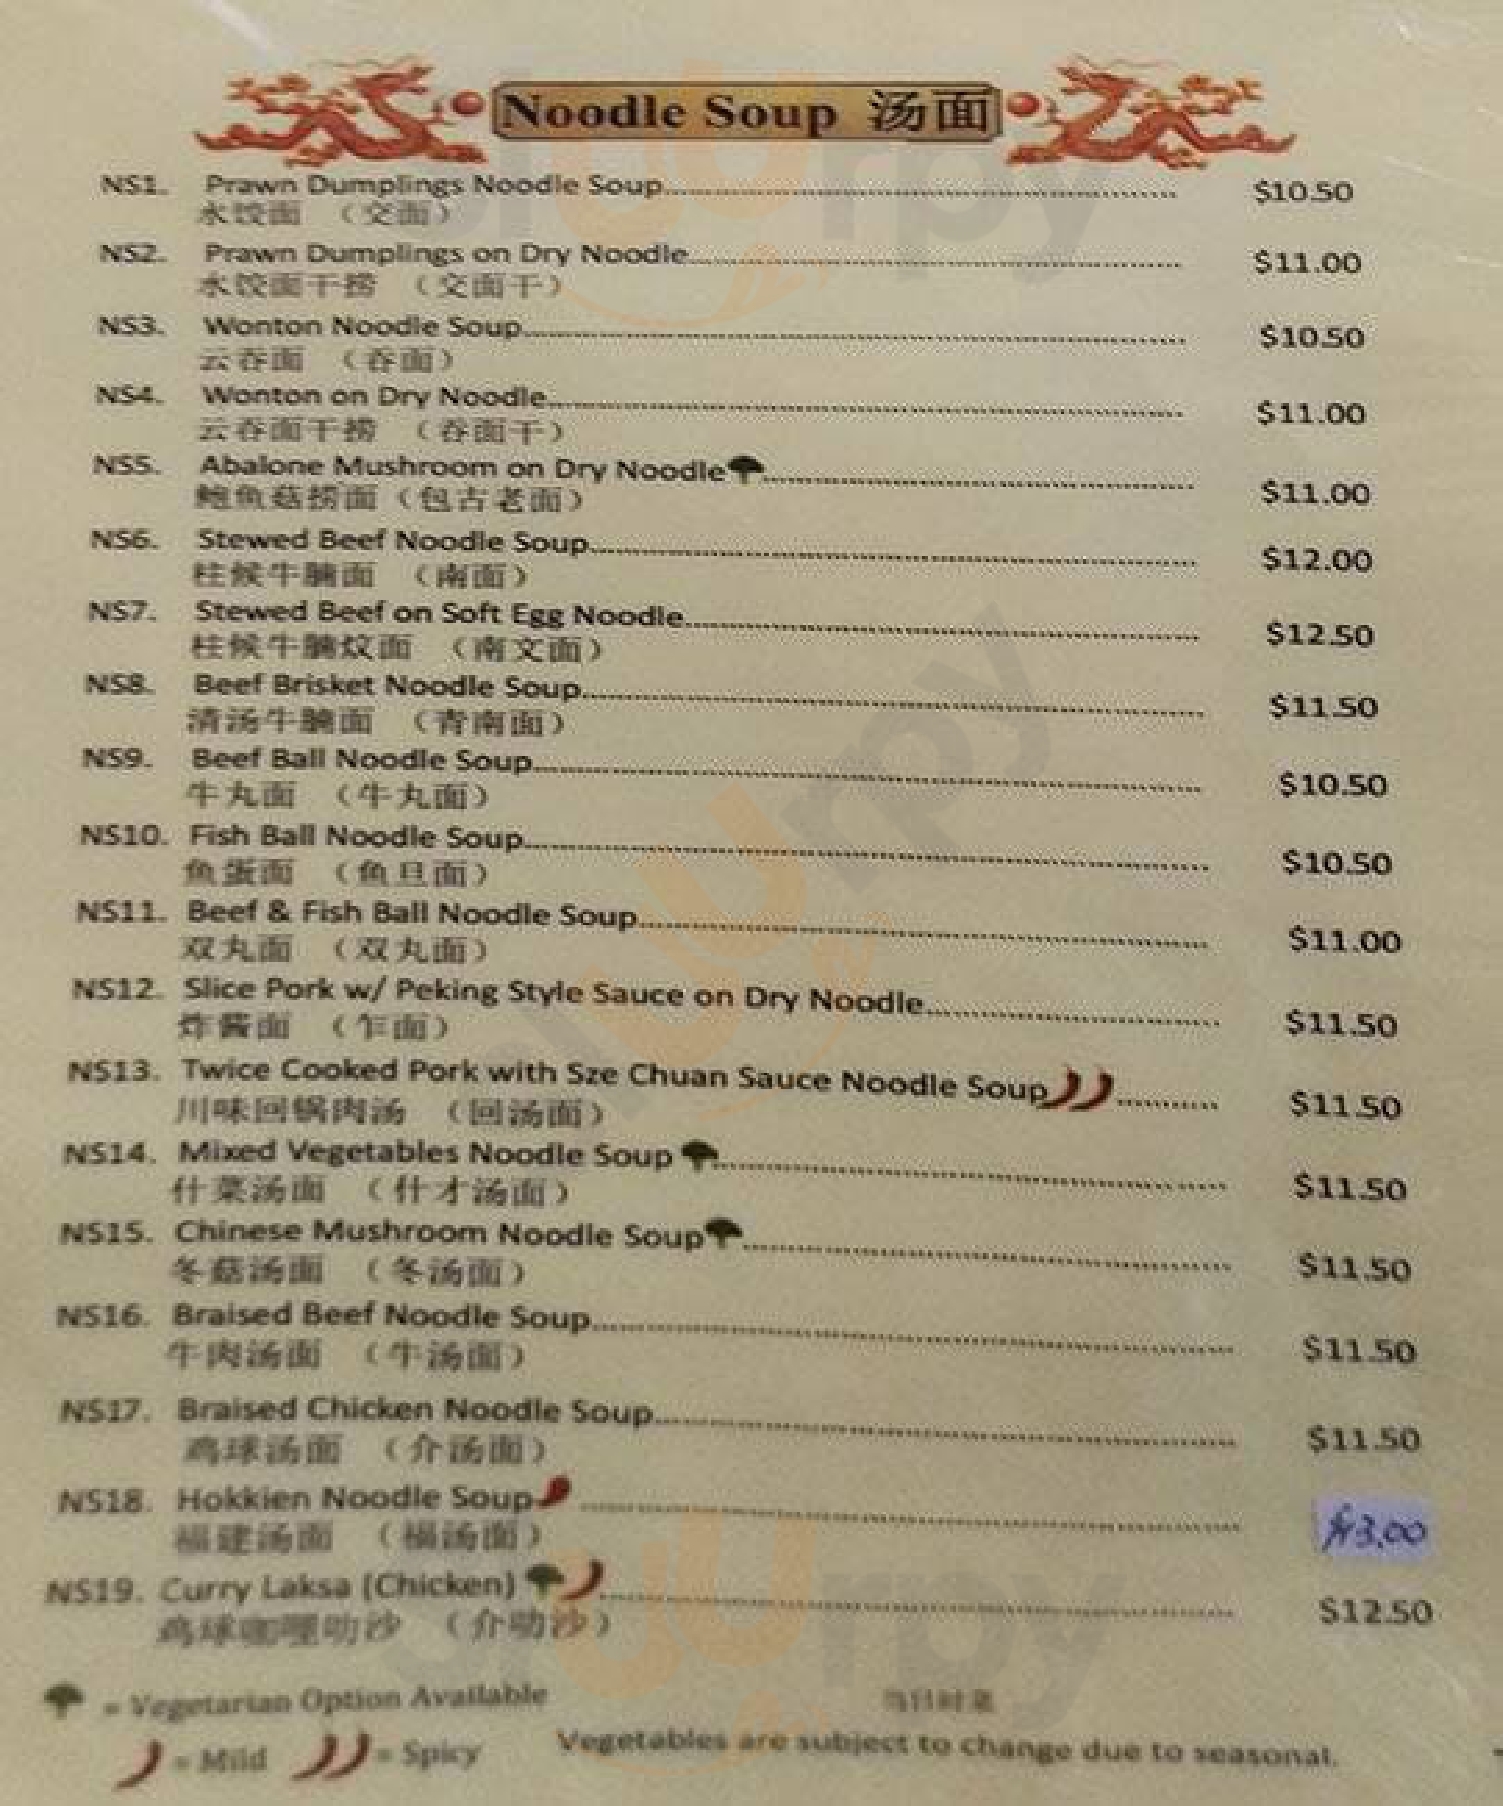 Noodle Soup 汤面
NS1. Prawn Dumplings Noodle Soup $10.50
水饺面 （交面）
NS2. Prawn Dumplings on Dry Noodle $11.00
水饺面干捞 （交面干）
NS3. Wonton Noodle Soup $10.50
云吞面 （吞面）
NS4. Wonton on Dry Noodle $11.00
云吞面干捞 （吞面干）
NS5. Abalone Mushroom on Dry Noodle $11.00
鲍鱼菇捞面（包古老面）
NS6. Stewed Beef Noodle Soup $12.00
柱候牛腩面 （南面）
NS7. Stewed Beef on Soft Egg Noodle $12.50
柱候牛腩炆面 （南文面）
NS8. Beef Brisket Noodle Soup $11.50
清汤牛腩面 （青南面）
NS9. Beef Ball Noodle Soup $10.50
牛丸面 （牛丸面）
NS10. Fish Ball Noodle Soup $10.50
鱼蛋面 （鱼旦面）
NS11. Beef & Fish Ball Noodle Soup $11.00
双丸面 （双丸面）
NS12. Slice Pork w/ Peking Style Sauce on Dry Noodle $11.50
炸酱面 （乍面）
NS13. Twice Cooked Pork with Sze Chuan Sauce Noodle Soup $11.50
川味回锅肉汤 （回汤面）
NS14. Mixed Vegetables Noodle Soup $11.50
什菜汤面 （什才汤面）
NS15. Chinese Mushroom Noodle Soup $11.50
冬菇汤面 （冬汤面）
NS16. Braised Beef Noodle Soup $11.50
牛肉汤面 （牛汤面）
NS17. Braised Chicken Noodle Soup $11.50
鸡球汤面 （介汤面）
NS18. Hokkien Noodle Soup $13.00
福建汤面 （福汤面）
NS19. Curry Laksa (Chicken) $12.50
鸡球咖喱叻沙 （介叻沙）
= Vegetarian Option Available
= Mild = Spicy Vegetables are subject to change due to seasonal.
sluurpy
sluurpy
sluurpy